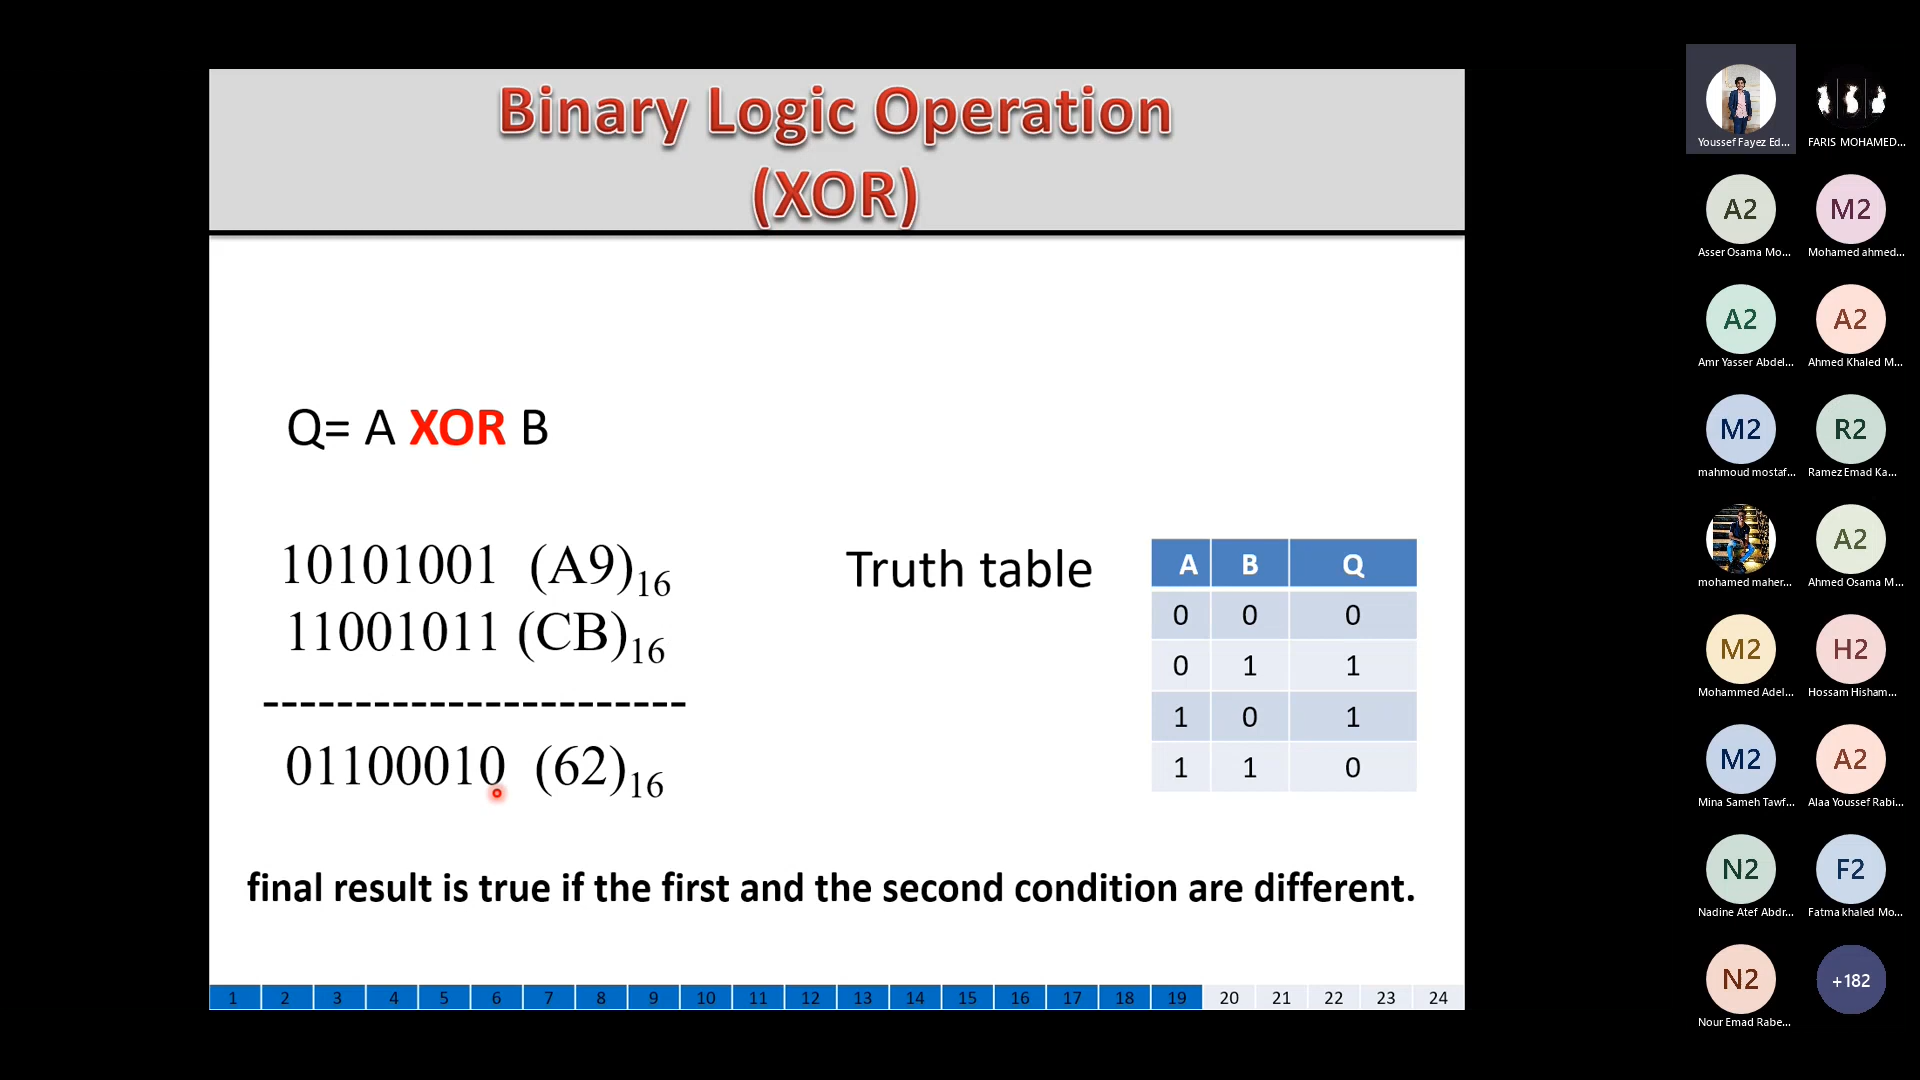 Binary Logic Operation
(XOR)
Q= A XOR B
10101001 (A9)16
11001011 (CB)16
----------------------
01100010 (62)16
Truth table
A B Q
0 0 0
0 1 1
1 0 1
1 1 0
final result is true if the first and the second condition are different.
1 2 3 4 5 6 7 8 9 10 11 12 13 14 15 16 17 18 19 20 21 22 23 24
Youssef Fayez Ed... FARIS MOHAMED...
A2 M2
Asser Osama Mo... Mohamed ahmed...
A2 A2
Amr Yasser Abdel... Ahmed Khaled M...
M2 R2
mahmoud mostaf... Ramez Emad Ka...
A2
mohamed maher... Ahmed Osama M...
M2 H2
Mohammed Adel... Hossam Hisham...
M2 A2
Mina Sameh Tawf... Alaa Youssef Rabi...
N2 F2
Nadine Atef Abdr... Fatma khaled Mo...
N2 +182
Nour Emad Rabe...